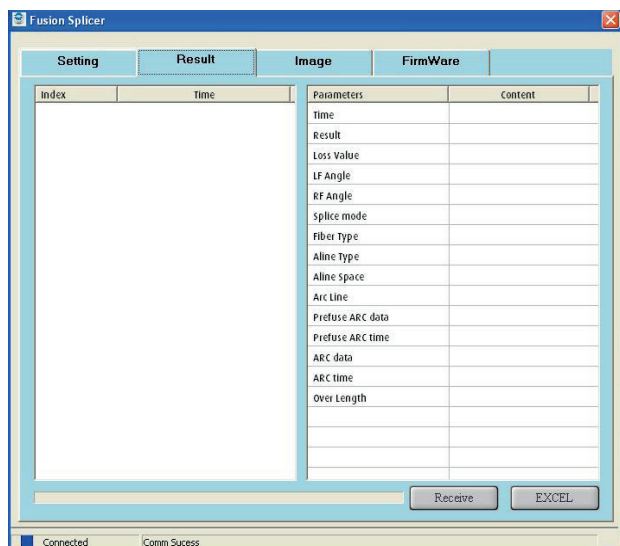 Fusion Splicer
Setting Result Image FirmWare
Index Time
Parameters Content
Time
Result
Loss Value
LF Angle
RF Angle
Splice mode
Fiber Type
Aline Type
Aline Space
Arc Line
Prefuse ARC data
Prefuse ARC time
ARC data
ARC time
Over Length
Receive EXCEL
Connected Comm Sucess